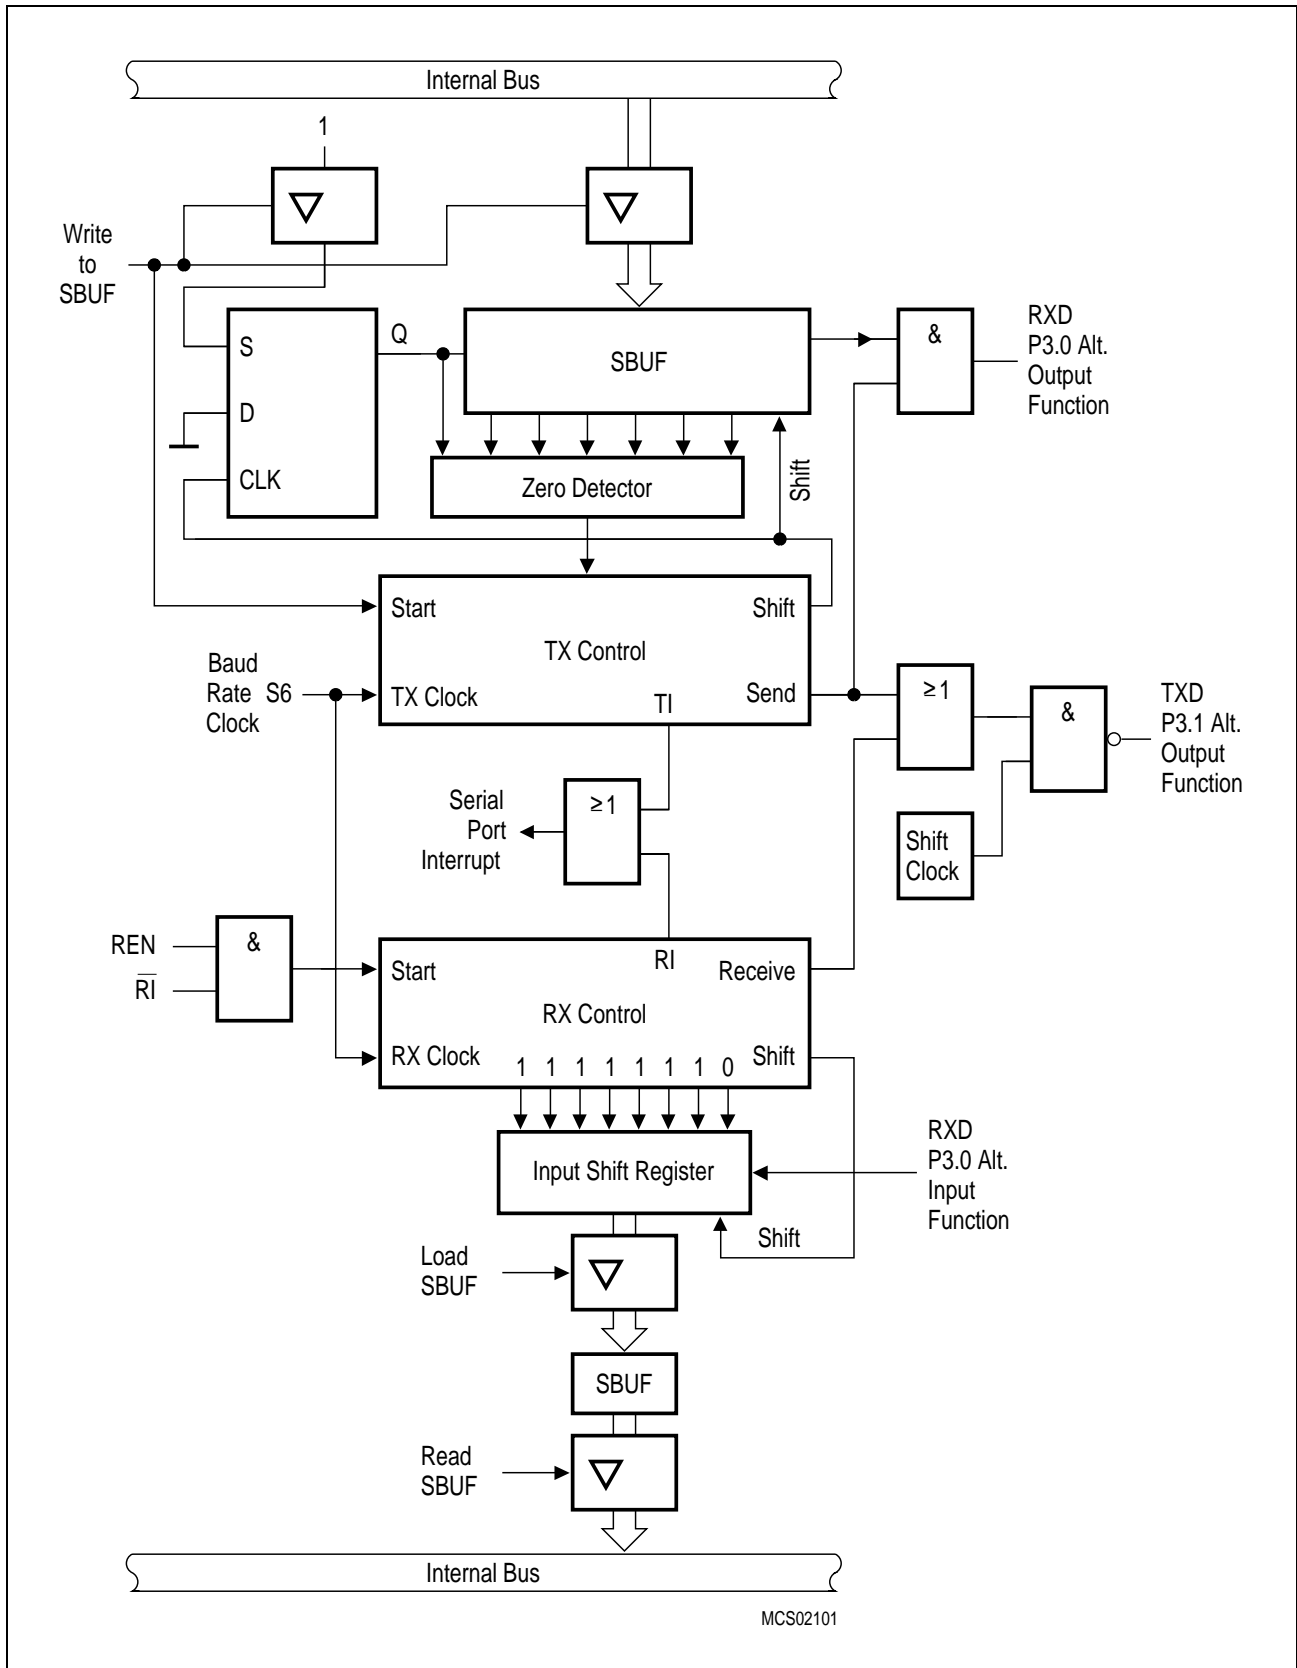 Internal Bus
1
Write
to
SBUF
S
Q
D
CLK
SBUF
&
RXD
P3.0 Alt.
Output
Function
Zero Detector
Shift
Start
Shift
TX Control
TX Clock
TI
Send
Baud
Rate S6
Clock
≥1
&
TXD
P3.1 Alt.
Output
Function
Serial
Port
Interrupt
≥1
Shift
Clock
REN
R̅I̅
&
Start
RI
Receive
RX Control
RX Clock
1 1 1 1 1 1 1 0
Shift
Input Shift Register
RXD
P3.0 Alt.
Input
Function
Shift
Load
SBUF
SBUF
Read
SBUF
Internal Bus
MCS02101